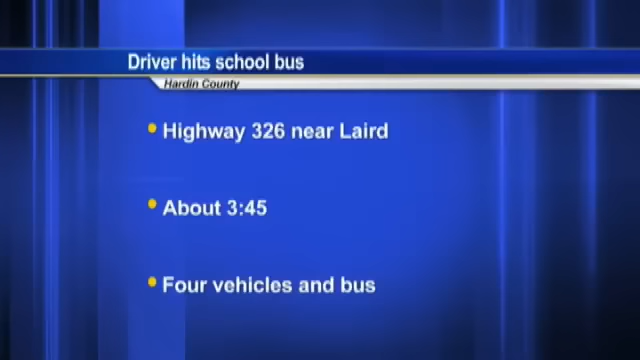 Driver hits school bus
Hardin County
Highway 326 near Laird
About 3:45
Four vehicles and bus